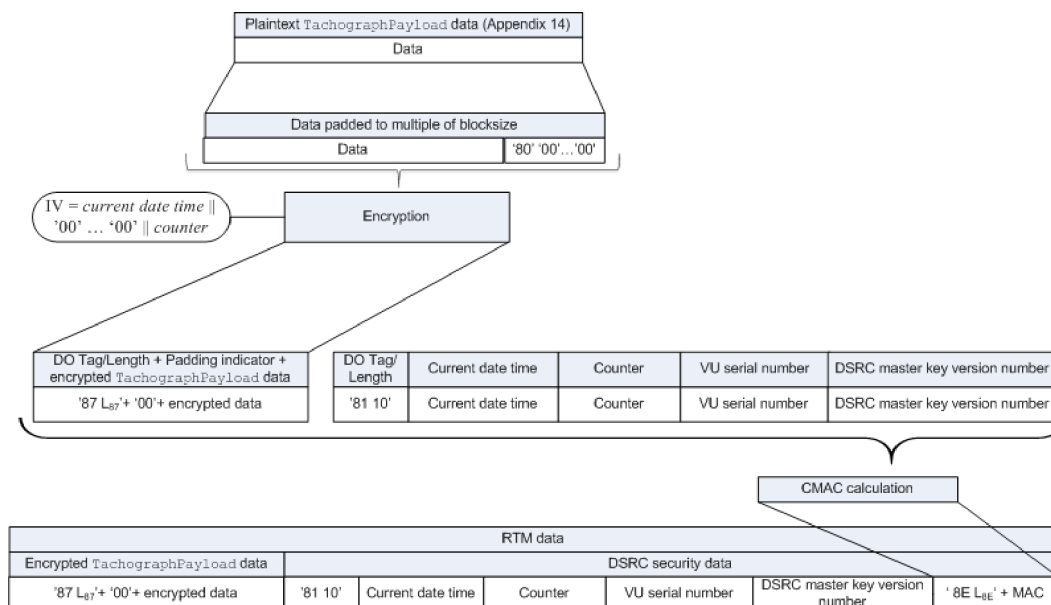 Plaintext TachographPayload data (Appendix 14)
Data
Data padded to multiple of blocksize
Data
'80' '00'...'00'
IV = current date time ||
'00' ... '00' || counter
Encryption
DO Tag/Length + Padding indicator +
encrypted TachographPayload data
DO Tag/
Length
Current date time
Counter
VU serial number
DSRC master key version number
'87 L₈₇'+ '00'+ encrypted data
'81 10'
Current date time
Counter
VU serial number
DSRC master key version number
CMAC calculation
RTM data
Encrypted TachographPayload data
DSRC security data
'87 L₈₇'+ '00'+ encrypted data
'81 10'
Current date time
Counter
VU serial number
DSRC master key version
number
' 8E L8E' + MAC